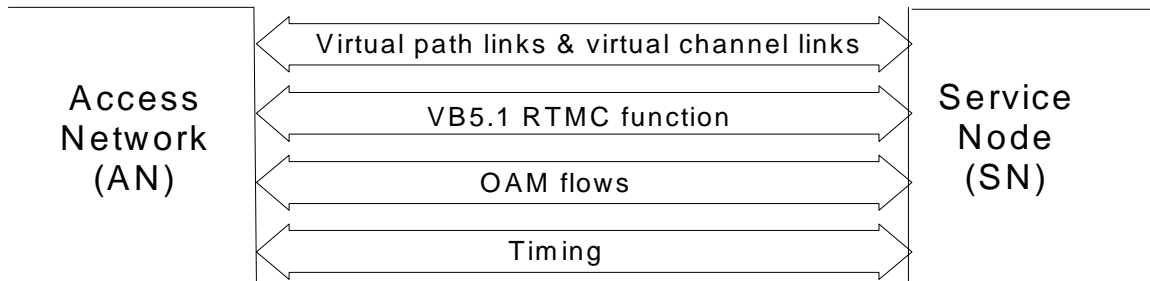 Access
Network
(AN)
Virtual path links & virtual channel links
VB5.1 RTMC function
OAM flows
Timing
Service
Node
(SN)